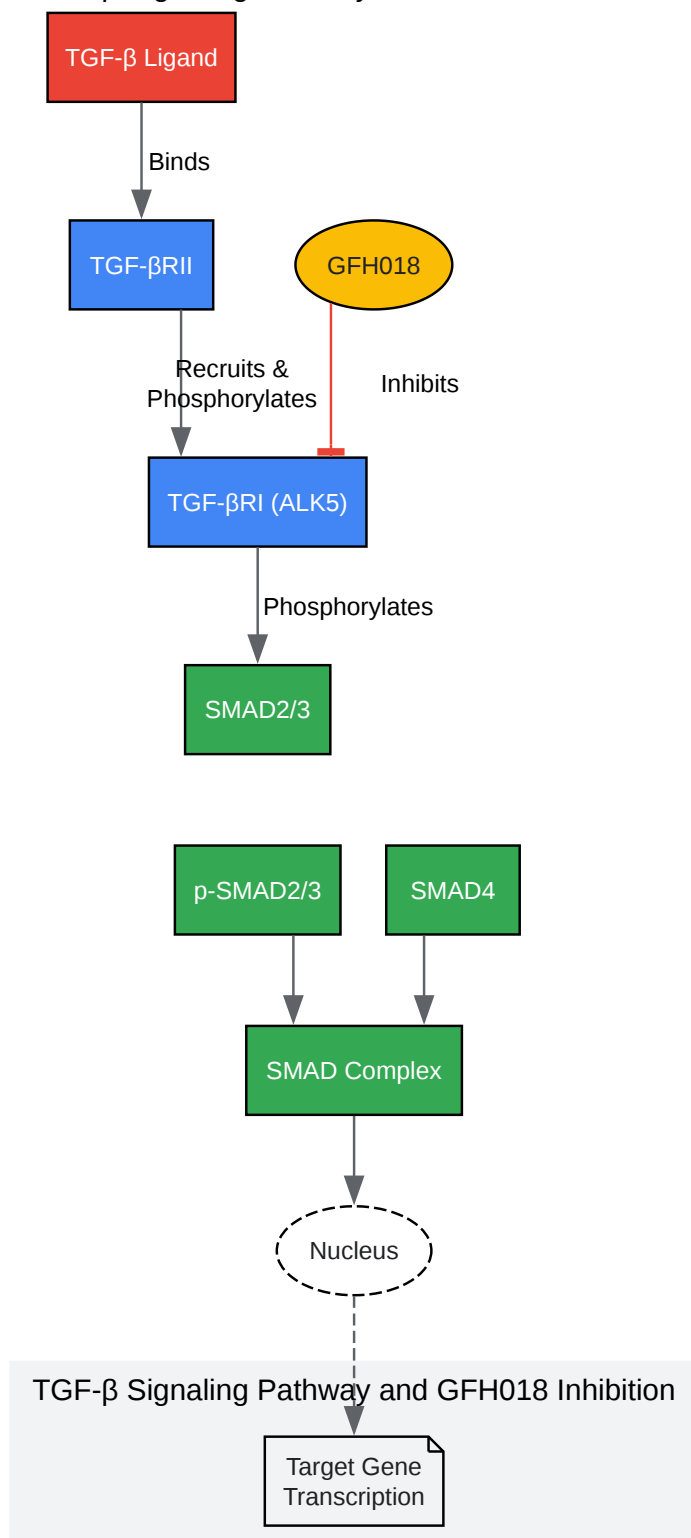 TGF-β Ligand
Binds
TGF-βRII
GFH018
Recruits &
Phosphorylates
Inhibits
TGF-βRI (ALK5)
Phosphorylates
SMAD2/3
p-SMAD2/3
SMAD4
SMAD Complex
Nucleus
TGF-β Signaling Pathway and GFH018 Inhibition
Target Gene
Transcription